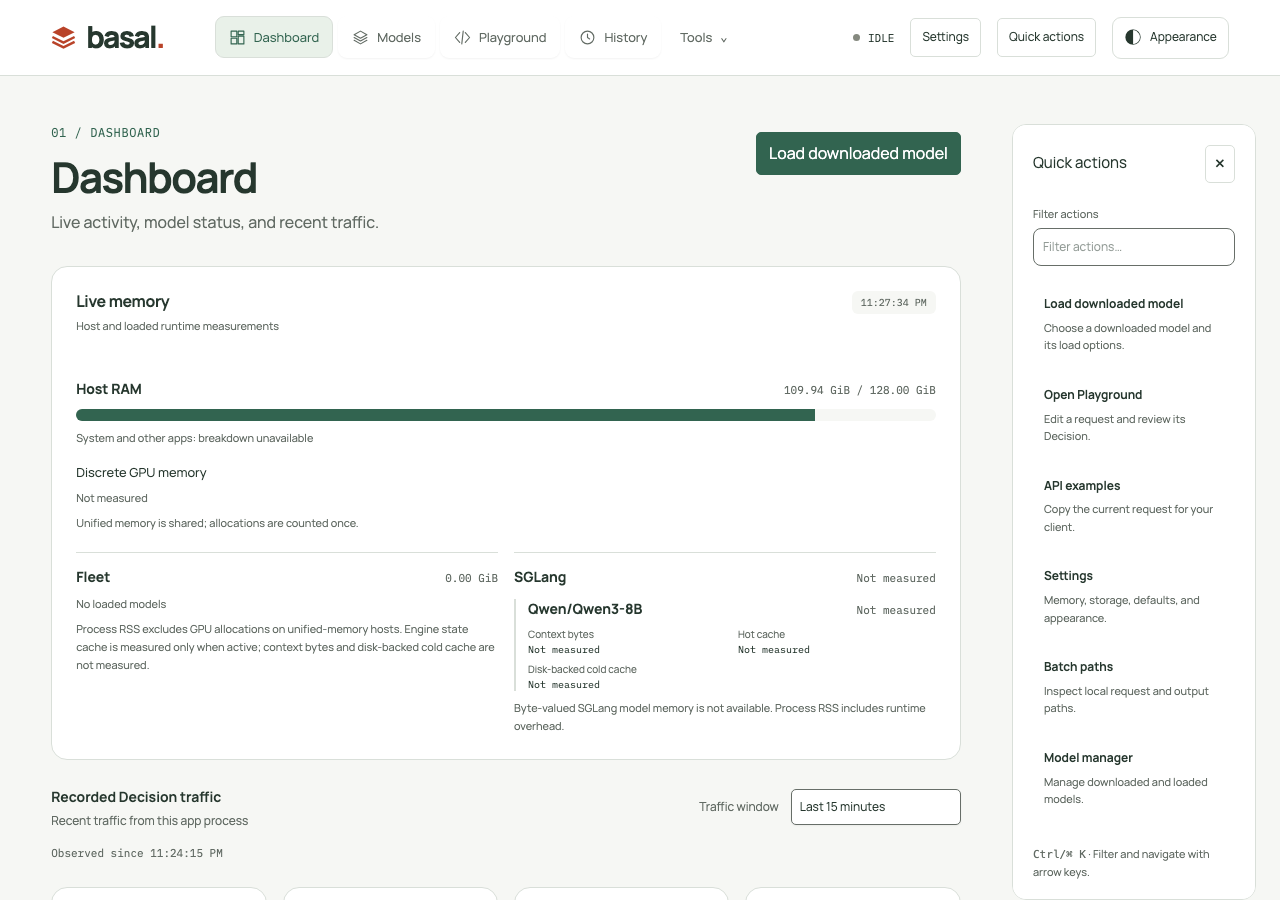 basal.
Dashboard
Models
Playground
History
Tools
IDLE
Settings
Quick actions
Appearance
01 / DASHBOARD
Dashboard
Live activity, model status, and recent traffic.
Load downloaded model
Live memory
11:27:34 PM
Host and loaded runtime measurements
Host RAM
109.94 GiB / 128.00 GiB
System and other apps: breakdown unavailable
Discrete GPU memory
Not measured
Unified memory is shared; allocations are counted once.
Fleet
0.00 GiB
No loaded models
Process RSS excludes GPU allocations on unified-memory hosts. Engine state
cache is measured only when active; context bytes and disk-backed cold cache are
not measured.
SGLang
Not measured
Qwen/Qwen3-8B
Not measured
Context bytes
Not measured
Hot cache
Not measured
Disk-backed cold cache
Not measured
Byte-valued SGLang model memory is not available. Process RSS includes runtime
overhead.
Recorded Decision traffic
Recent traffic from this app process
Traffic window
Last 15 minutes
Observed since 11:24:15 PM
Quick actions
×
Filter actions
Filter actions…
Load downloaded model
Choose a downloaded model and
its load options.
Open Playground
Edit a request and review its
Decision.
API examples
Copy the current request for your
client.
Settings
Memory, storage, defaults, and
appearance.
Batch paths
Inspect local request and output
paths.
Model manager
Manage downloaded and loaded
models.
Ctrl/⌘ K · Filter and navigate with
arrow keys.